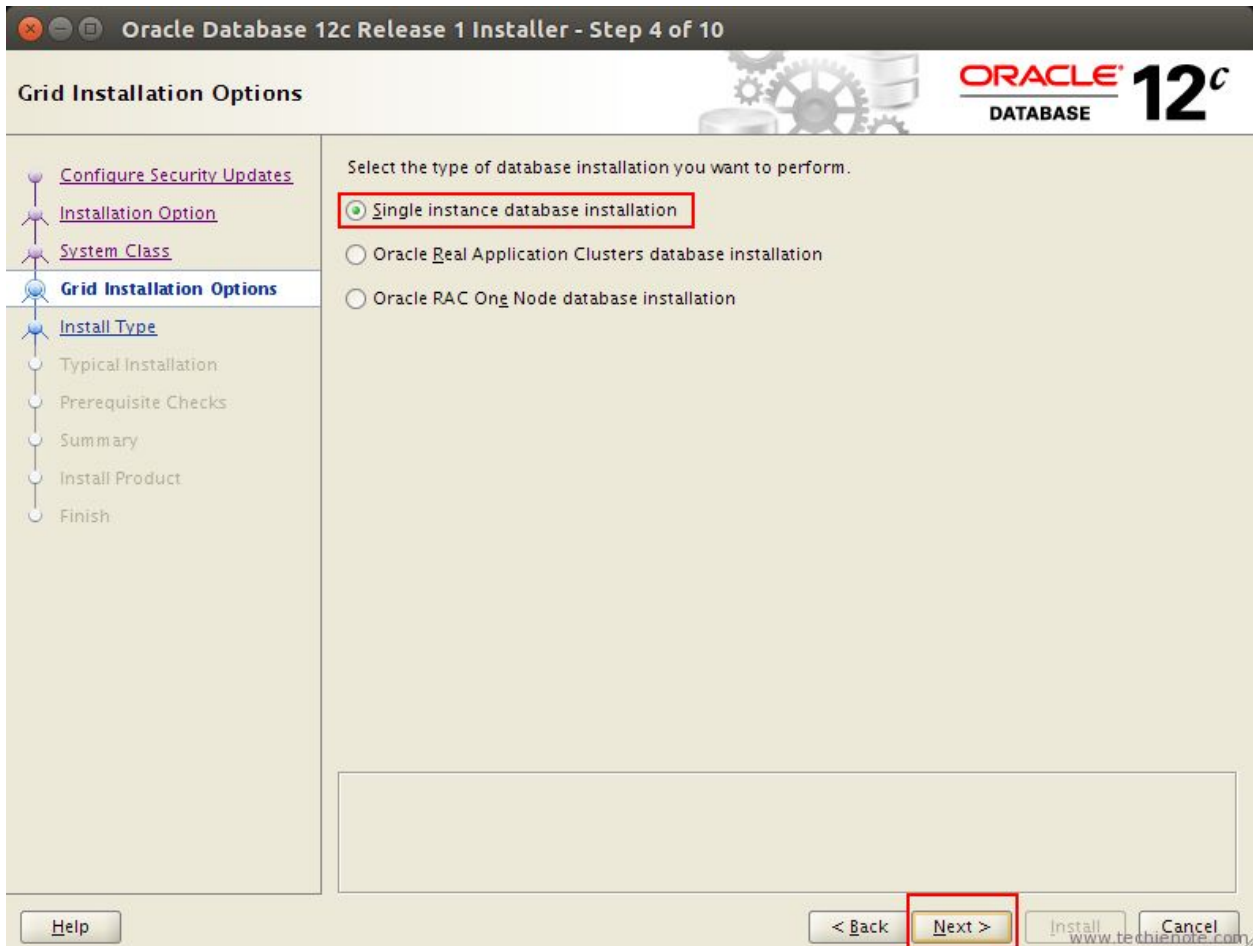 Oracle Database 12c Release 1 Installer - Step 4 of 10
Grid Installation Options
ORACLE
DATABASE
12c
Configure Security Updates
Installation Option
System Class
Grid Installation Options
Install Type
Typical Installation
Prerequisite Checks
Summary
Install Product
Finish
Select the type of database installation you want to perform.
Single instance database installation
Oracle Real Application Clusters database installation
Oracle RAC One Node database installation
Help
< Back
Next >
Install
Cancel
www.techienote.com